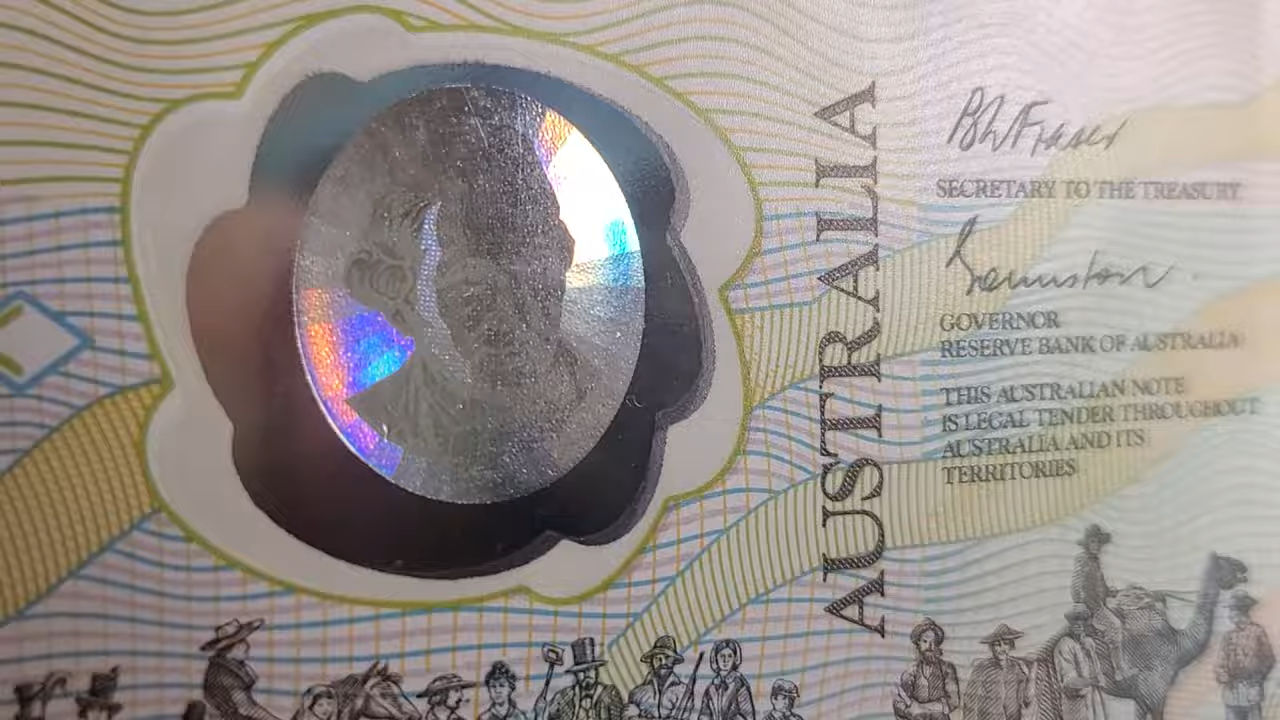 AUSTRALIA
SECRETARY TO THE TREASURY
GOVERNOR
RESERVE BANK OF AUSTRALIA
THIS AUSTRALIAN NOTE
IS LEGAL TENDER THROUGHOUT
AUSTRALIA AND ITS
TERRITORIES